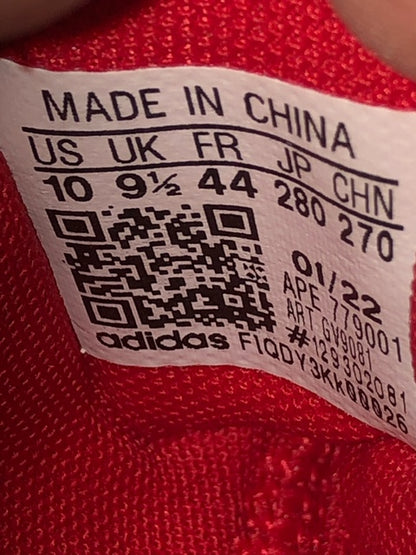 MADE IN CHINA
US UK FR JP CHN
10 9½ 44 280 270
01/22
APE 779001
ART GV9081
#129302081
adidas F1QDY3Kk00026